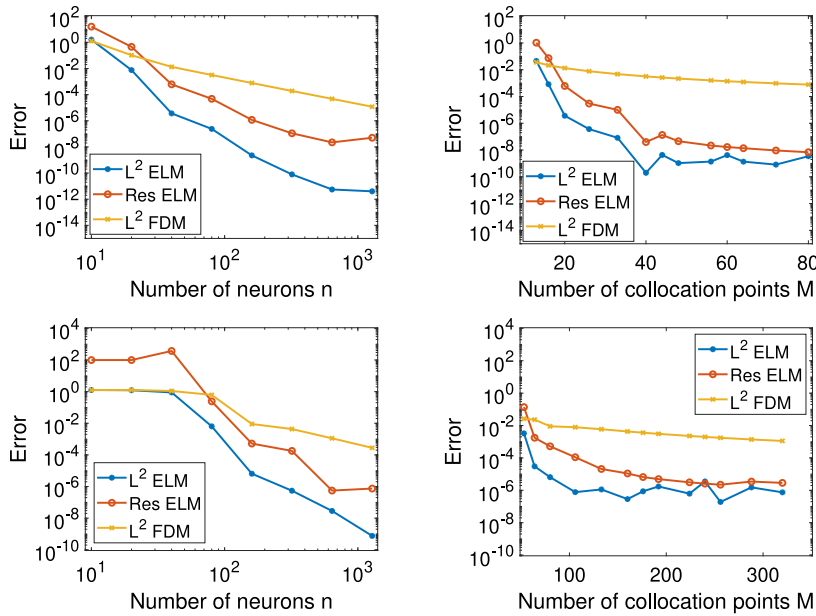 10^2
10^0
10^-2
10^-4
10^-6
10^-8
10^-10
10^-12
10^-14
Error
L^2 ELM
Res ELM
L^2 FDM
10^1
10^2
10^3
Number of neurons n
10^2
10^0
10^-2
10^-4
10^-6
10^-8
10^-10
10^-12
10^-14
Error
L^2 ELM
Res ELM
L^2 FDM
20
40
60
80
Number of collocation points M
10^4
10^2
10^0
10^-2
10^-4
10^-6
10^-8
10^-10
Error
L^2 ELM
Res ELM
L^2 FDM
10^1
10^2
10^3
Number of neurons n
10^4
10^2
10^0
10^-2
10^-4
10^-6
10^-8
10^-10
Error
L^2 ELM
Res ELM
L^2 FDM
100
200
300
Number of collocation points M